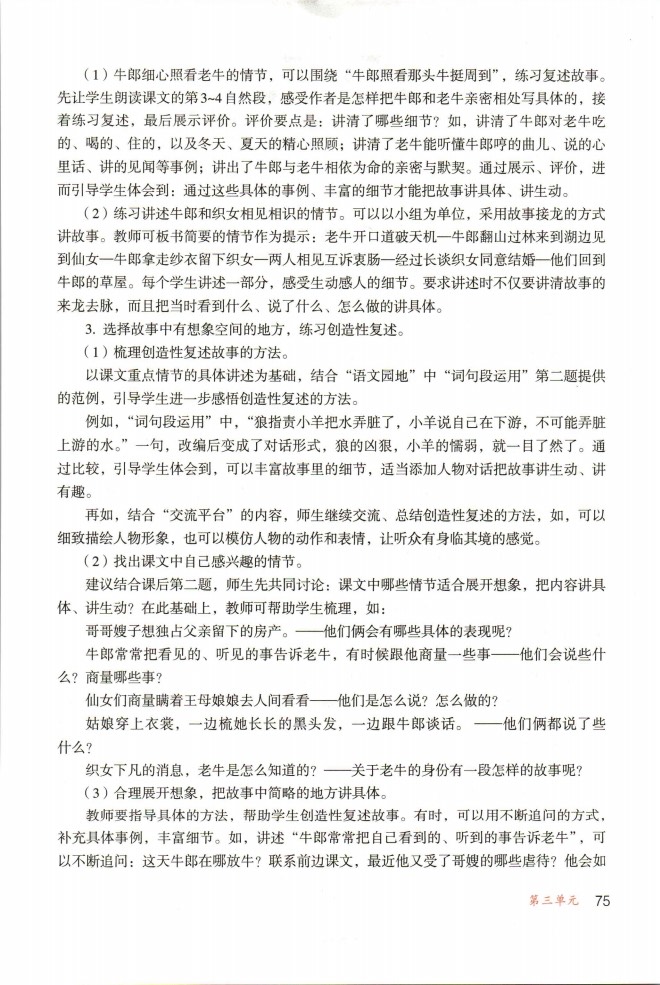 （1）牛郎细心照看老牛的情节，可以围绕“牛郎照看那头牛挺周到”，练习复述故事。
先让学生朗读课文的第3~4自然段，感受作者是怎样把牛郎和老牛亲密相处写具体的，接
着练习复述，最后展示评价。评价要点是：讲清了哪些细节？如，讲清了牛郎对老牛吃
的、喝的、住的，以及冬天、夏天的精心照顾；讲清了老牛能听懂牛郎哼的曲儿、说的心
里话、讲的见闻等事例；讲出了牛郎与老牛相依为命的亲密与默契。通过展示、评价，进
而引导学生体会到：通过这些具体的事例、丰富的细节才能把故事讲具体、讲生动。
（2）练习讲述牛郎和织女相见相识的情节。可以以小组为单位，采用故事接龙的方式
讲故事。教师可板书简要的情节作为提示：老牛开口道破天机—牛郎翻山过林来到湖边见
到仙女—牛郎拿走纱衣留下织女—两人相见互诉衷肠—经过长谈织女同意结婚—他们回到
牛郎的草屋。每个学生讲述一部分，感受生动感人的细节。要求讲述时不仅要讲清故事的
来龙去脉，而且把当时看到什么、说了什么、怎么做的讲具体。
3. 选择故事中有想象空间的地方，练习创造性复述。
（1）梳理创造性复述故事的方法。
以课文重点情节的具体讲述为基础，结合“语文园地”中“词句段运用”第二题提供
的范例，引导学生进一步感悟创造性复述的方法。
例如，“词句段运用”中，“狼指责小羊把水弄脏了，小羊说自己在下游，不可能弄脏
上游的水。”一句，改编后变成了对话形式，狼的凶狠，小羊的懦弱，就一目了然了。通
过比较，引导学生体会到，可以丰富故事里的细节，适当添加人物对话把故事讲生动、讲
有趣。
再如，结合“交流平台”的内容，师生继续交流、总结创造性复述的方法，如，可以
细致描绘人物形象，也可以模仿人物的动作和表情，让听众有身临其境的感觉。
（2）找出课文中自己感兴趣的情节。
建议结合课后第二题，师生先共同讨论：课文中哪些情节适合展开想象，把内容讲具
体、讲生动？在此基础上，教师可帮助学生梳理，如：
哥哥嫂子想独占父亲留下的房产。——他们俩会有哪些具体的表现呢？
牛郎常常把看见的、听见的事告诉老牛，有时候跟他商量一些事——他们会说些什
么？商量哪些事？
仙女们商量瞒着王母娘娘去人间看看——他们是怎么说？怎么做的？
姑娘穿上衣裳，一边梳她长长的黑头发，一边跟牛郎谈话。——他们俩都说了些
什么？
织女下凡的消息，老牛是怎么知道的？——关于老牛的身份有一段怎样的故事呢？
（3）合理展开想象，把故事中简略的地方讲具体。
教师要指导具体的方法，帮助学生创造性复述故事。有时，可以用不断追问的方式，
补充具体事例，丰富细节。如，讲述“牛郎常常把自己看到的、听到的事告诉老牛”，可
以不断追问：这天牛郎在哪放牛？联系前边课文，最近他又受了哥嫂的哪些虐待？他会如
第三单元 75